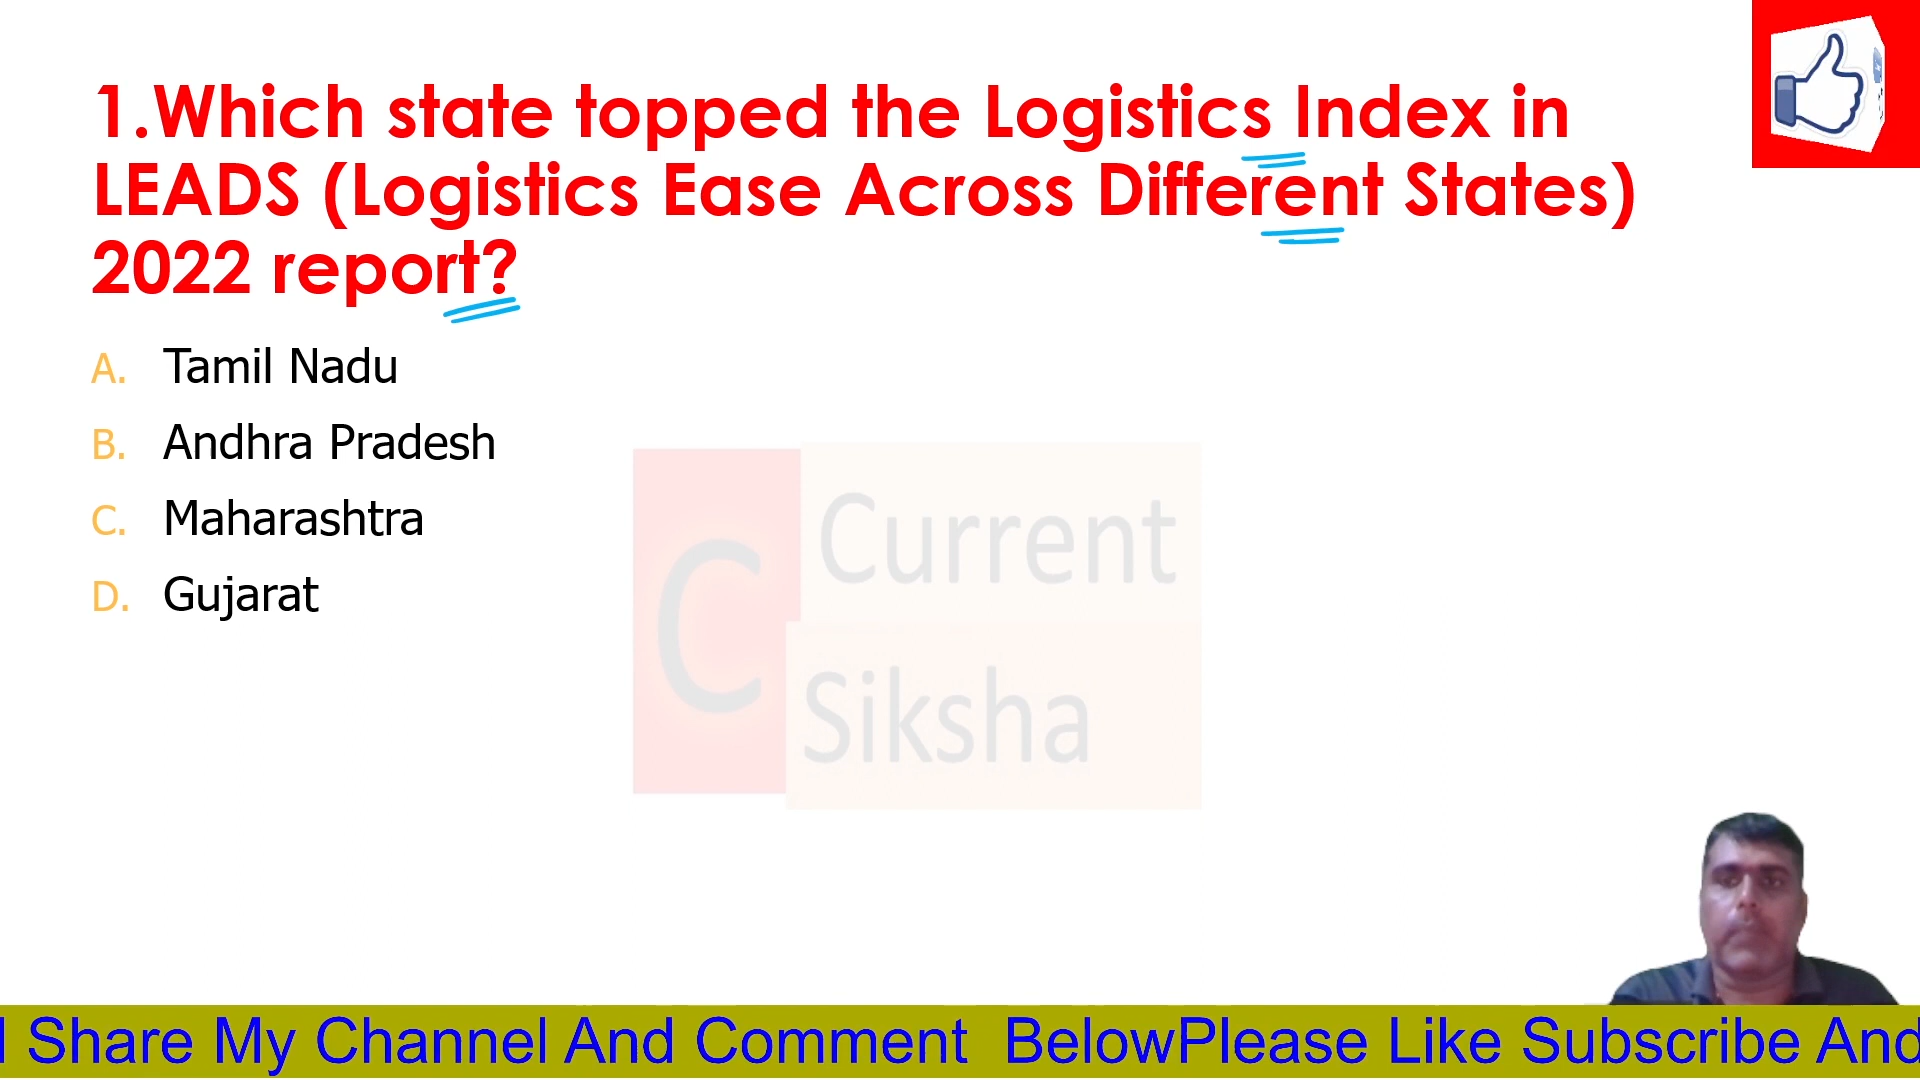 1.Which state topped the Logistics Index in
LEADS (Logistics Ease Across Different States)
2022 report?
A. Tamil Nadu
B. Andhra Pradesh
C. Maharashtra
D. Gujarat
C Current
Siksha
Share My Channel And Comment BelowPlease Like Subscribe And